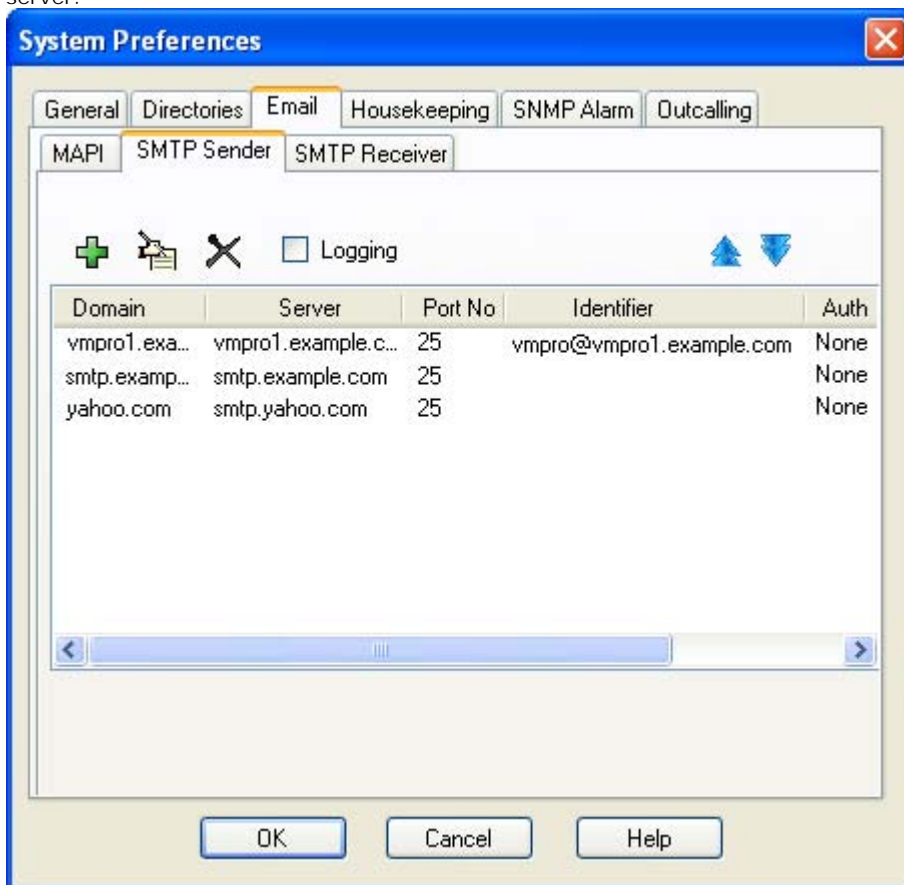 server.
System Preferences
General Directories Email Housekeeping SNMP Alarm Outcalling
MAPI SMTP Sender SMTP Receiver
Logging
Domain Server Port No Identifier Auth
vmpro1.exa... vmpro1.example.c... 25 vmpro@vmpro1.example.com None
smtp.examp... smtp.example.com 25 None
yahoo.com smtp.yahoo.com 25 None
OK Cancel Help